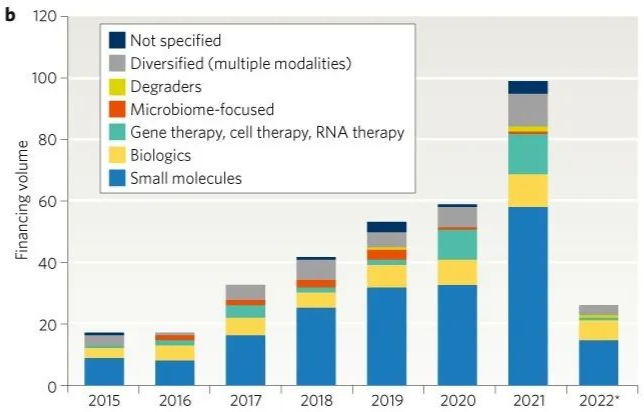 b
120
100
80
60
40
20
0
Financing volume
Not specified
Diversified (multiple modalities)
Degraders
Microbiome-focused
Gene therapy, cell therapy, RNA therapy
Biologics
Small molecules
2015 2016 2017 2018 2019 2020 2021 2022*